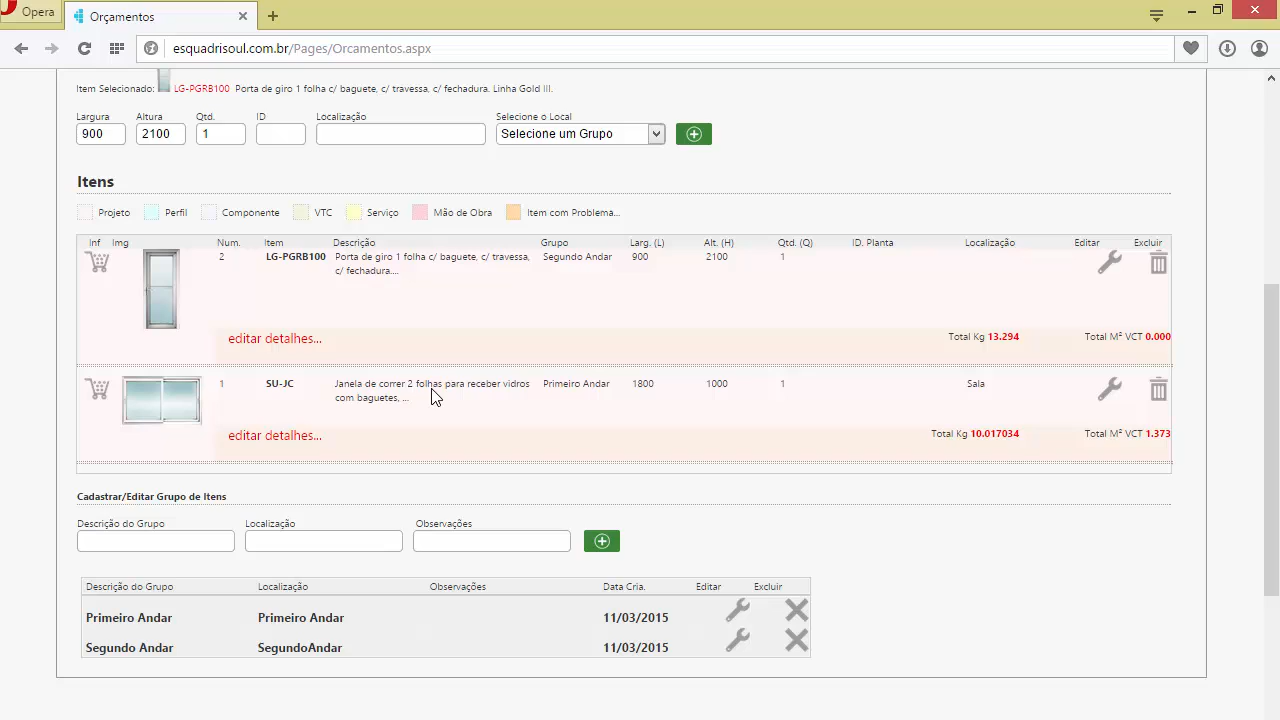 Opera
Orçamentos
esquadrisoul.com.br/Pages/Orcamentos.aspx
Item Selecionado: LG-PGRB100 Porta de giro 1 folha c/ baguete, c/ travessa, c/ fechadura. Linha Gold III.
Largura Altura Qtd. ID Localização Selecione o Local
900 2100 1 Selecione um Grupo
Itens
Projeto Perfil Componente VTC Serviço Mão de Obra Item com Problema...
Inf Img Num. Item Descrição Grupo Larg. (L) Alt. (H) Qtd. (Q) ID. Planta Localização Editar Excluir
2 LG-PGRB100 Porta de giro 1 folha c/ baguete, c/ travessa, Segundo Andar 900 2100 1
c/ fechadura....
editar detalhes... Total Kg 13.294 Total M² VCT 0.000
1 SU-JC Janela de correr 2 folhas para receber vidros Primeiro Andar 1800 1000 1 Sala
com baguetes, ...
editar detalhes... Total Kg 10.017034 Total M² VCT 1.373
Cadastrar/Editar Grupo de Itens
Descrição do Grupo Localização Observações
Descrição do Grupo Localização Observações Data Cria. Editar Excluir
Primeiro Andar Primeiro Andar 11/03/2015
Segundo Andar SegundoAndar 11/03/2015